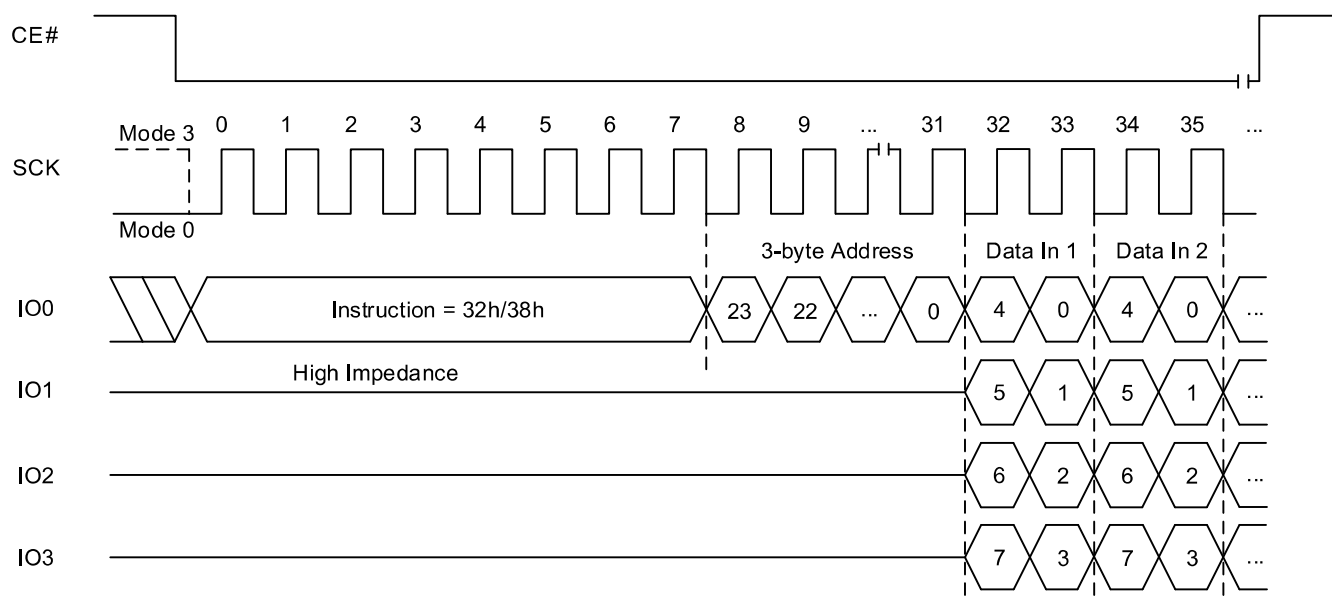 CE#
0 1 2 3 4 5 6 7 8 9 ... 31 32 33 34 35 ...
Mode 3
SCK
Mode 0
3-byte Address Data In 1 Data In 2
IO0 Instruction = 32h/38h 23 22 ... 0 4 0 4 0 ...
High Impedance
IO1 5 1 5 1 ...
IO2 6 2 6 2 ...
IO3 7 3 7 3 ...